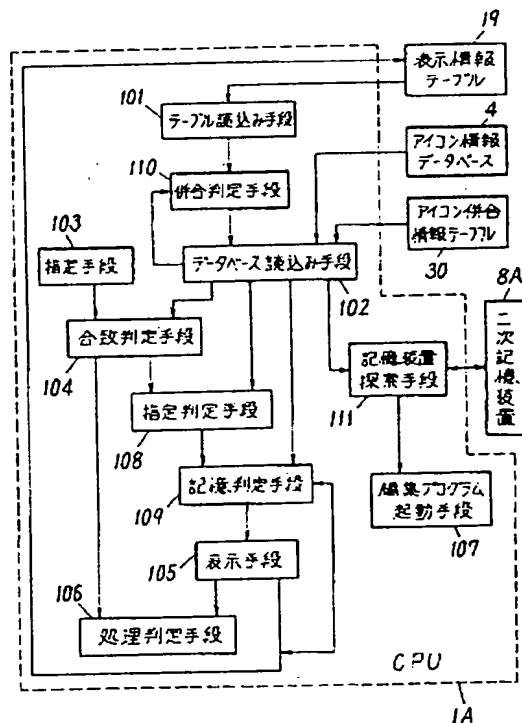 19
表示情報
テーブル
101
テーブル読込み手段
4
アイコン情報
データベース
110
併合判定手段
アイコン併合
情報テーブル
30
103
指定手段
データベース読込み手段
102
8A
二次記憶装置
合致判定手段
104
記憶装置
探索手段
111
指定判定手段
108
記憶判定手段
109
編集プログラム
起動手段
107
105
表示手段
106
処理判定手段
CPU
1A